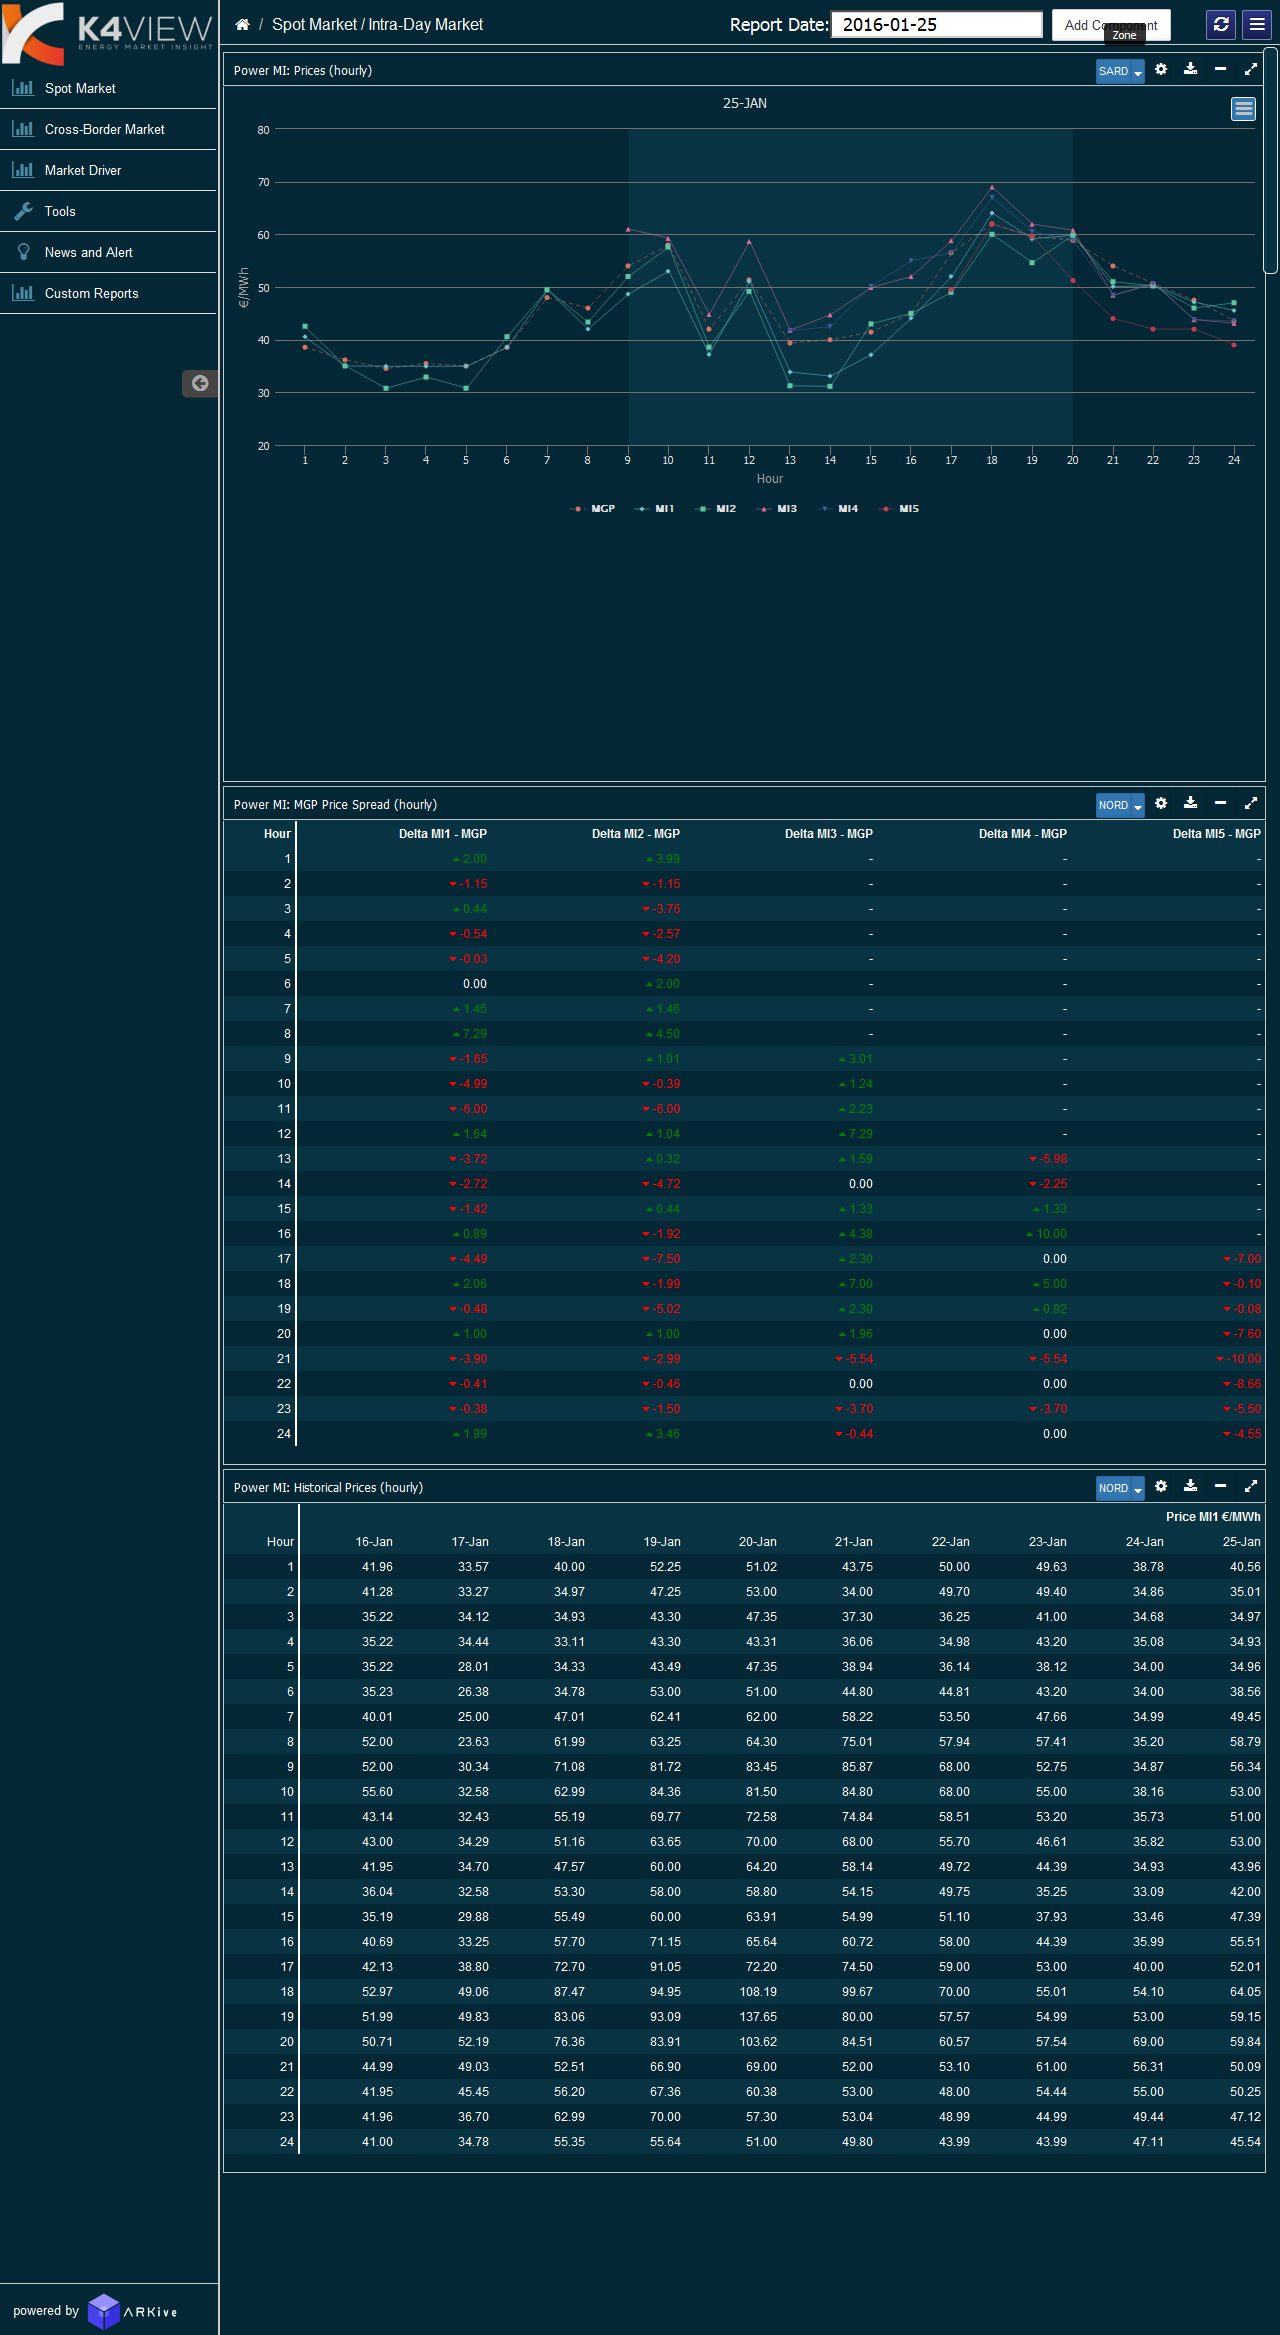 K4VIEW
ENERGY MARKET INSIGHT
/ Spot Market / Intra-Day Market
Report Date: 2016-01-25
Add Component
Zone
Spot Market
Cross-Border Market
Market Driver
Tools
News and Alert
Custom Reports
Power MI: Prices (hourly)
SARD
25-JAN
80
70
60
50
40
30
20
€/MWh
1 2 3 4 5 6 7 8 9 10 11 12 13 14 15 16 17 18 19 20 21 22 23 24
Hour
MGP MI1 MI2 MI3 MI4 MI5
Power MI: MGP Price Spread (hourly)
NORD
Hour Delta MI1 - MGP Delta MI2 - MGP Delta MI3 - MGP Delta MI4 - MGP Delta MI5 - MGP
1 2.00 3.99 - - -
2 -1.15 -1.15 - - -
3 0.44 -3.76 - - -
4 -0.54 -2.57 - - -
5 -0.03 -4.20 - - -
6 0.00 2.00 - - -
7 1.45 1.46 - - -
8 7.29 4.50 - - -
9 -1.65 1.01 3.01 - -
10 -4.99 -0.39 1.24 - -
11 -6.00 -6.00 2.23 - -
12 1.64 1.04 7.29 - -
13 -3.72 0.32 1.59 -5.98 -
14 -2.72 -4.72 0.00 -2.25 -
15 -1.42 0.44 1.33 1.33 -
16 0.89 -1.92 4.38 10.00 -
17 -4.49 -7.50 2.30 0.00 -7.00
18 2.06 -1.99 7.00 5.00 -0.10
19 -0.48 -5.02 2.30 0.92 -0.08
20 1.00 1.00 1.96 0.00 -7.60
21 -3.90 -2.99 -5.54 -5.54 -10.00
22 -0.41 -0.46 0.00 0.00 -8.66
23 -0.38 -1.50 -3.70 -3.70 -5.50
24 1.99 3.46 -0.44 0.00 -4.55
Power MI: Historical Prices (hourly)
NORD
Price MI1 €/MWh
Hour 16-Jan 17-Jan 18-Jan 19-Jan 20-Jan 21-Jan 22-Jan 23-Jan 24-Jan 25-Jan
1 41.96 33.57 40.00 52.25 51.02 43.75 50.00 49.63 38.78 40.56
2 41.28 33.27 34.97 47.25 53.00 34.00 49.70 49.40 34.86 35.01
3 35.22 34.12 34.93 43.30 47.35 37.30 36.25 41.00 34.68 34.97
4 35.22 34.44 33.11 43.30 43.31 36.06 34.98 43.20 35.08 34.93
5 35.22 28.01 34.33 43.49 47.35 38.94 36.14 38.12 34.00 34.96
6 35.23 26.38 34.78 53.00 51.00 44.80 44.81 43.20 34.00 38.56
7 40.01 25.00 47.01 62.41 62.00 58.22 53.50 47.66 34.99 49.45
8 52.00 23.63 61.99 63.25 64.30 75.01 57.94 57.41 35.20 58.79
9 52.00 30.34 71.08 81.72 83.45 85.87 68.00 52.75 34.87 56.34
10 55.60 32.58 62.99 84.36 81.50 84.80 68.00 55.00 38.16 53.00
11 43.14 32.43 55.19 69.77 72.58 74.84 58.51 53.20 35.73 51.00
12 43.00 34.29 51.16 63.65 70.00 68.00 55.70 46.61 35.82 53.00
13 41.95 34.70 47.57 60.00 64.20 58.14 49.72 44.39 34.93 43.96
14 36.04 32.58 53.30 58.00 58.80 54.15 49.75 35.25 33.09 42.00
15 35.19 29.88 55.49 60.00 63.91 54.99 51.10 37.93 33.46 47.39
16 40.69 33.25 57.70 71.15 65.64 60.72 58.00 44.39 35.99 55.51
17 42.13 38.80 72.70 91.05 72.20 74.50 59.00 53.00 40.00 52.01
18 52.97 49.06 87.47 94.95 108.19 99.67 70.00 55.01 54.10 64.05
19 51.99 49.83 83.06 93.09 137.65 80.00 57.57 54.99 53.00 59.15
20 50.71 52.19 76.36 83.91 103.62 84.51 60.57 57.54 69.00 59.84
21 44.99 49.03 52.51 66.90 69.00 52.00 53.10 61.00 56.31 50.09
22 41.95 45.45 56.20 67.36 60.38 53.00 48.00 54.44 55.00 50.25
23 41.96 36.70 62.99 70.00 57.30 53.04 48.99 44.99 49.44 47.12
24 41.00 34.78 55.35 55.64 51.00 49.80 43.99 43.99 47.11 45.54
powered by ARKive